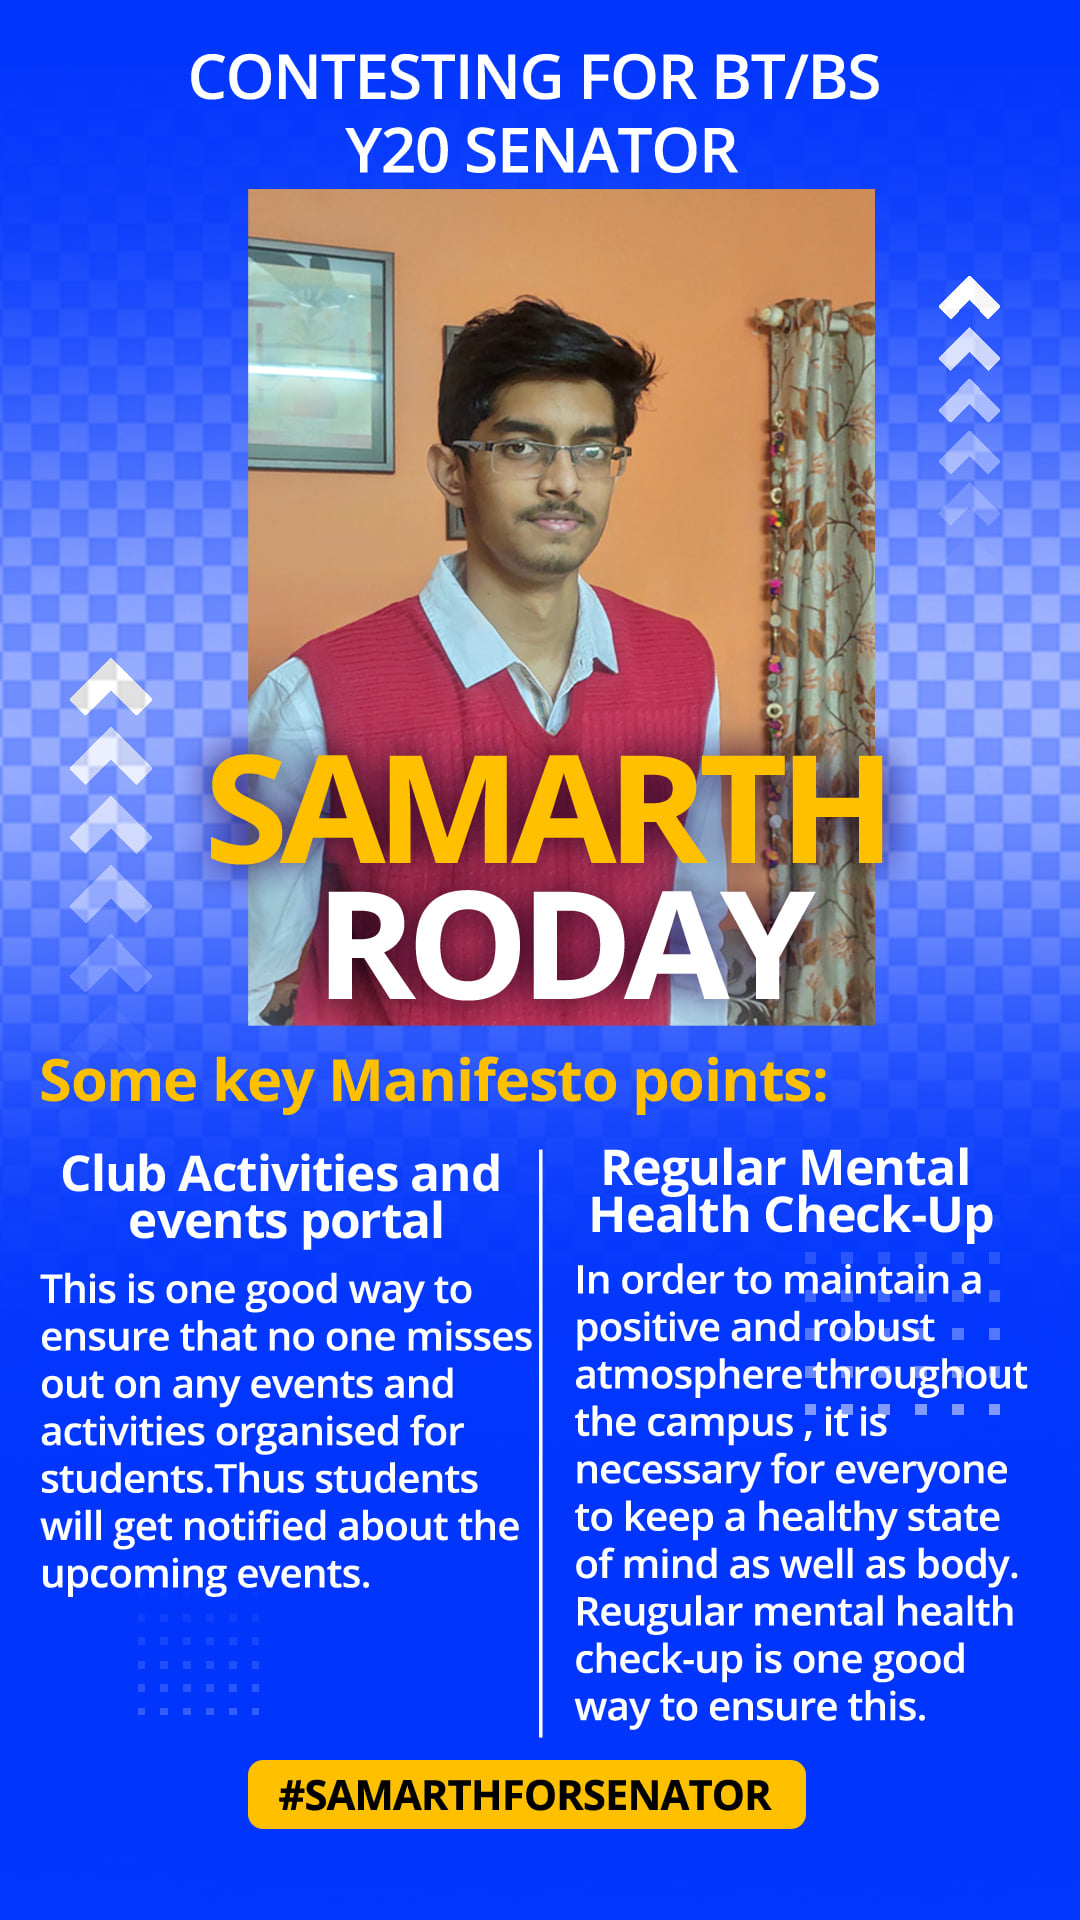 CONTESTING FOR BT/BS
Y20 SENATOR
SAMARTH
RODAY
Some key Manifesto points:
Club Activities and
events portal
This is one good way to
ensure that no one misses
out on any events and
activities organised for
students.Thus students
will get notified about the
upcoming events.
Regular Mental
Health Check-Up
In order to maintain a
positive and robust
atmosphere throughout
the campus , it is
necessary for everyone
to keep a healthy state
of mind as well as body.
Reugular mental health
check-up is one good
way to ensure this.
#SAMARTHFORSENATOR